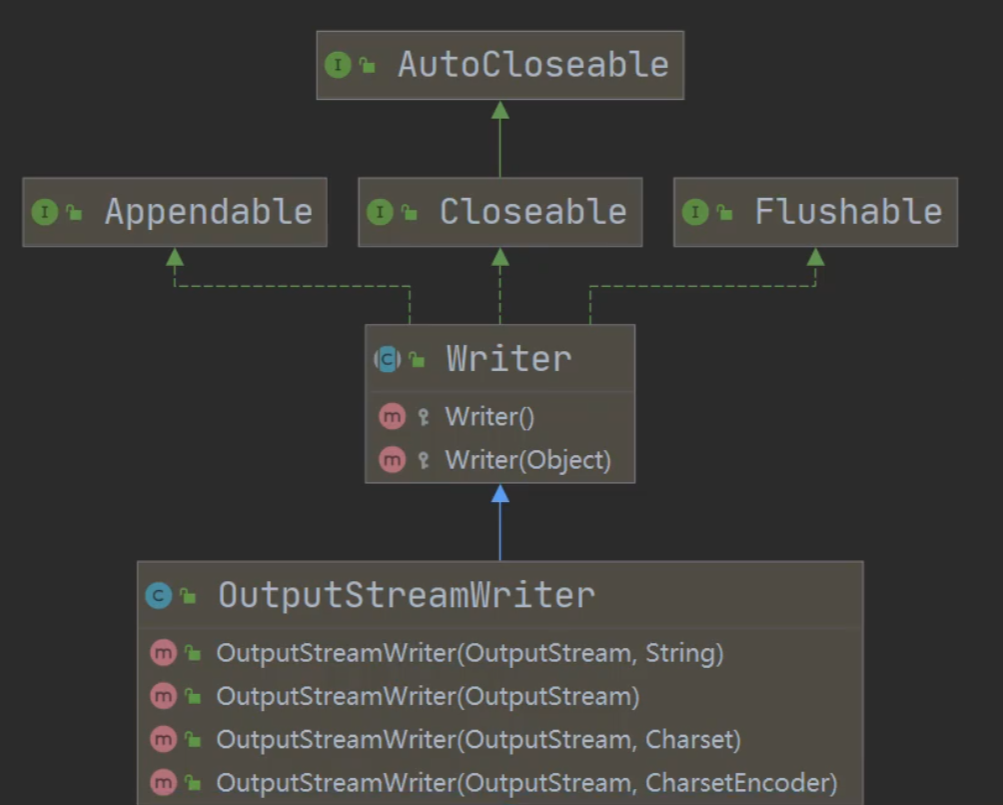 AutoCloseable
Appendable
Closeable
Flushable
Writer
Writer()
Writer(Object)
OutputStreamWriter
OutputStreamWriter(OutputStream, String)
OutputStreamWriter(OutputStream)
OutputStreamWriter(OutputStream, Charset)
OutputStreamWriter(OutputStream, CharsetEncoder)